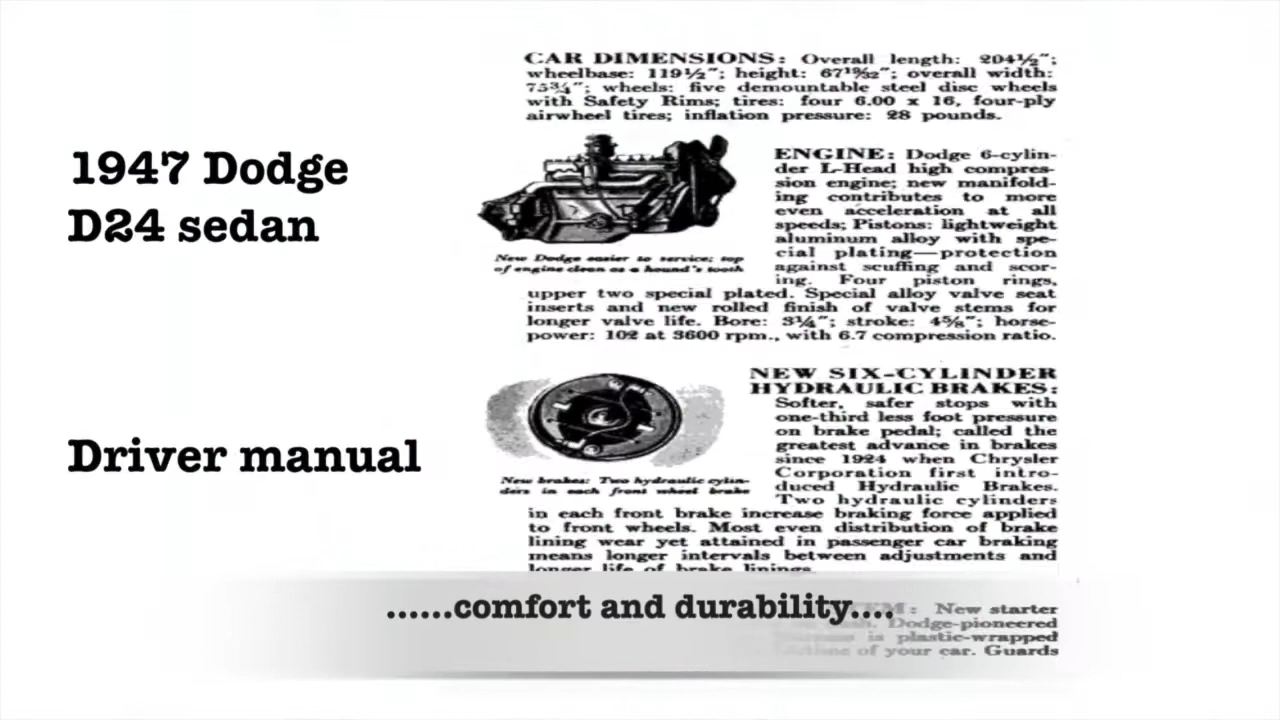 1947 Dodge
D24 sedan
Driver manual
CAR DIMENSIONS: Overall length: 204½″;
wheelbase: 119½″; height: 67¹⁹⁄₃₂″; overall width:
75¾″; wheels: five demountable steel disc wheels
with Safety Rims; tires: four 6.00 x 16, four-ply
airwheel tires; inflation pressure: 28 pounds.
ENGINE: Dodge 6-cylin-
der L-Head high compres-
sion engine; new manifold-
ing contributes to more
even acceleration at all
speeds; Pistons: lightweight
aluminum alloy with spe-
cial plating—protection
against scuffing and scor-
ing. Four piston rings,
upper two special plated. Special alloy valve seat
inserts and new rolled finish of valve stems for
longer valve life. Bore: 3¼″; stroke: 4⅝″; horse-
power: 102 at 3600 rpm., with 6.7 compression ratio.
New Dodge easier to service; top
of engine clean as a hound's tooth
NEW SIX-CYLINDER
HYDRAULIC BRAKES:
Softer, safer stops with
one-third less foot pressure
on brake pedal; called the
greatest advance in brakes
since 1924 when Chrysler
Corporation first intro-
duced Hydraulic Brakes.
Two hydraulic cylinders
in each front brake increase braking force applied
to front wheels. Most even distribution of brake
lining wear yet attained in passenger car braking
means longer intervals between adjustments and
longer life of brake linings.
New brakes: Two hydraulic cylin-
ders in each front wheel brake
......comfort and durability....
New starter
Dodge-pioneered
is plastic-wrapped
of your car. Guards